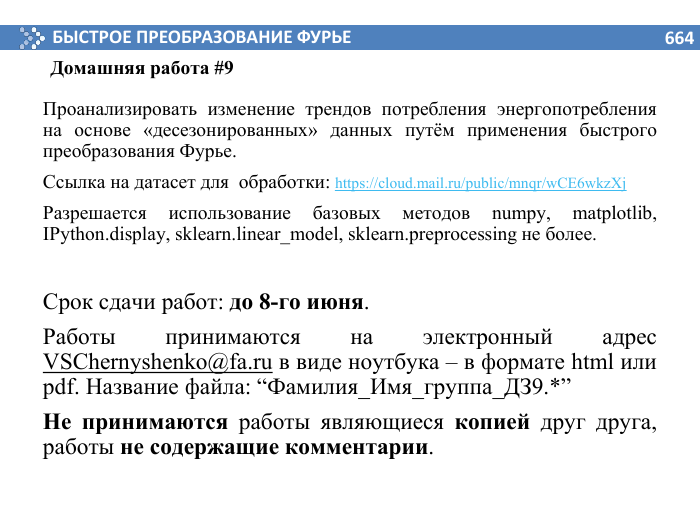 БЫСТРОЕ ПРЕОБРАЗОВАНИЕ ФУРЬЕ
664
Домашняя работа #9
Проанализировать изменение трендов потребления энергопотребления
на основе «десезонированных» данных путём применения быстрого
преобразования Фурье.
Ссылка на датасет для обработки: https://cloud.mail.ru/public/mnqr/wCE6wkzXj
Разрешается использование базовых методов numpy, matplotlib,
IPython.display, sklearn.linear_model, sklearn.preprocessing не более.
Срок сдачи работ: до 8-го июня.
Работы принимаются на электронный адрес
VSChernyshenko@fa.ru в виде ноутбука – в формате html или
pdf. Название файла: “Фамилия_Имя_группа_ДЗ9.*”
Не принимаются работы являющиеся копией друг друга,
работы не содержащие комментарии.